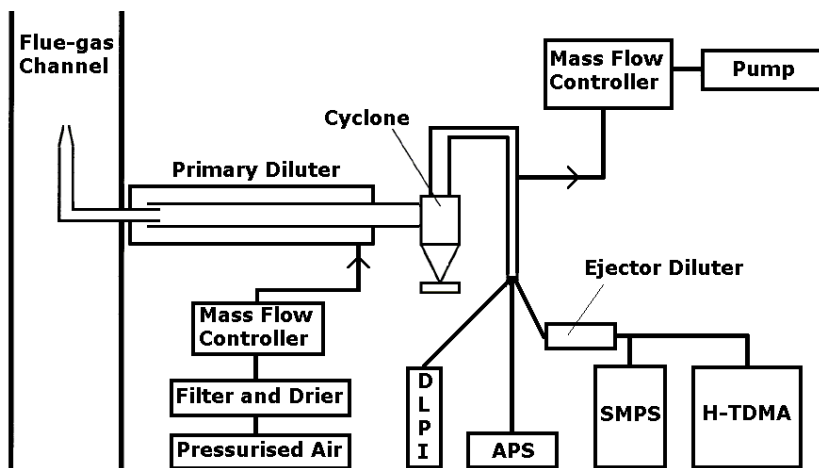 Flue-gas
Channel
Mass Flow
Controller
Pump
Cyclone
Primary Diluter
Ejector Diluter
Mass Flow
Controller
Filter and Drier
Pressurised Air
D
L
P
I
APS
SMPS
H-TDMA